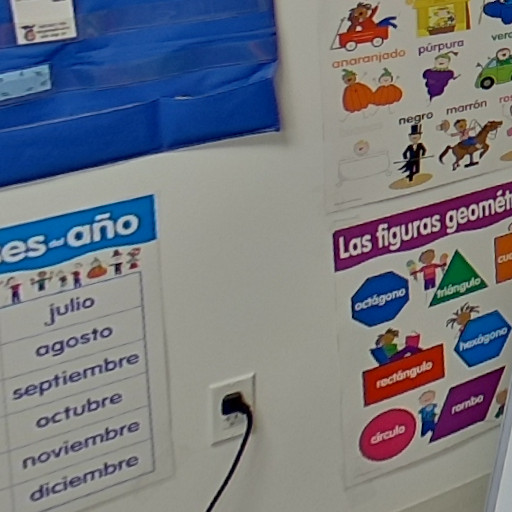 anaranjado
púrpura
negro
marrón
es~año
julio
agosto
septiembre
octubre
noviembre
diciembre
Las figuras geomét
octágono
triángulo
hexágono
rectángulo
rombo
círculo